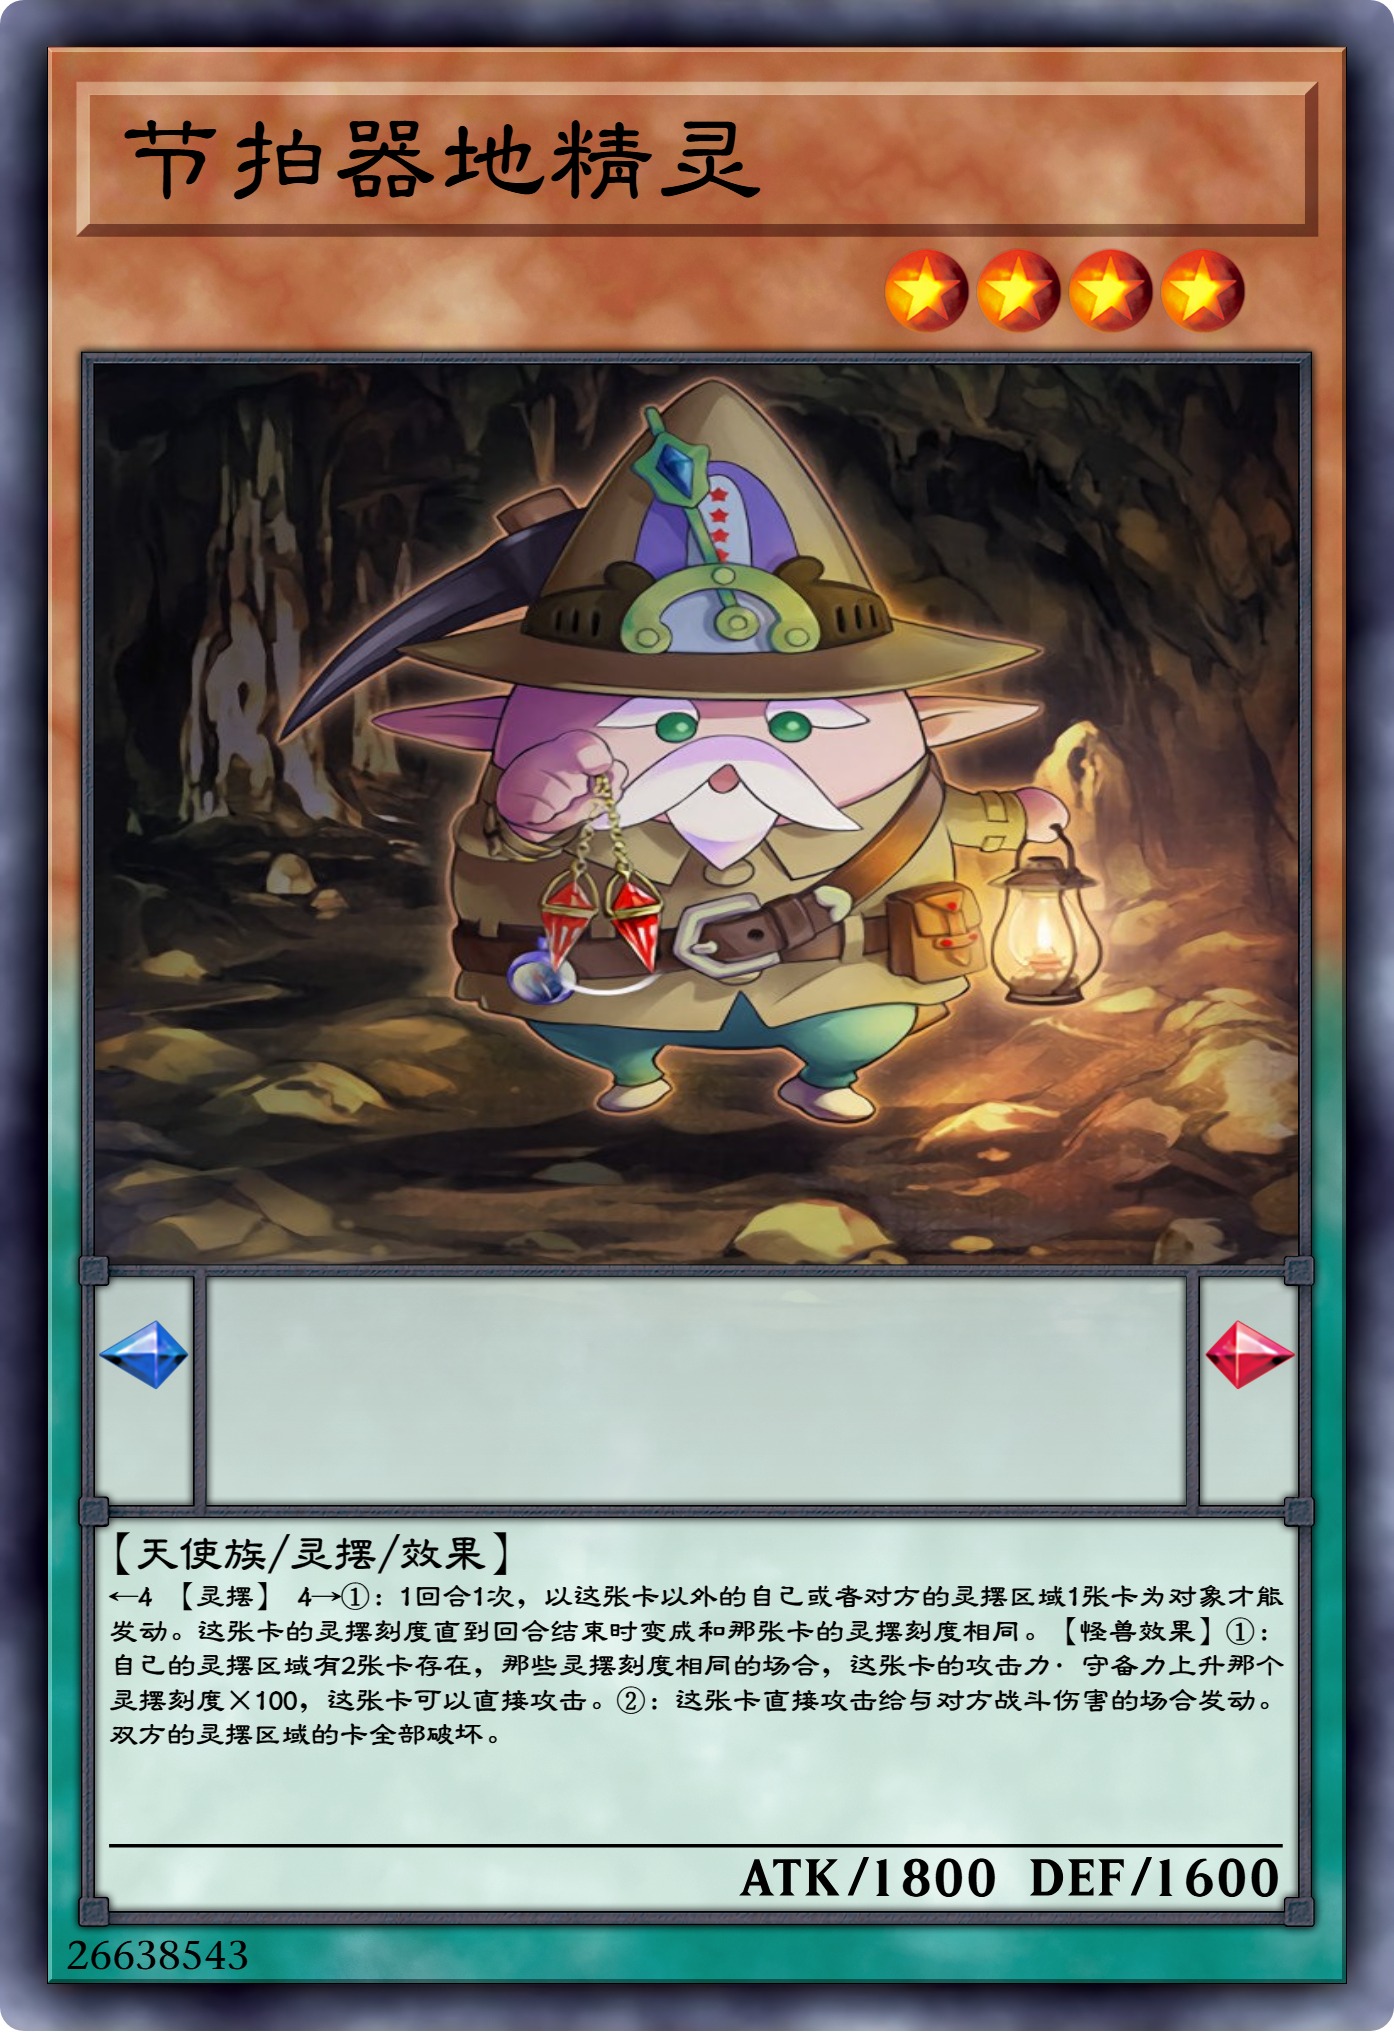 节拍器地精灵
【天使族/灵摆/效果】
←4 【灵摆】 4→①：1回合1次，以这张卡以外的自己或者对方的灵摆区域1张卡为对象才能
发动。这张卡的灵摆刻度直到回合结束时变成和那张卡的灵摆刻度相同。【怪兽效果】①：
自己的灵摆区域有2张卡存在，那些灵摆刻度相同的场合，这张卡的攻击力·守备力上升那个
灵摆刻度×100，这张卡可以直接攻击。②：这张卡直接攻击给与对方战斗伤害的场合发动。
双方的灵摆区域的卡全部破坏。
ATK/1800 DEF/1600
26638543